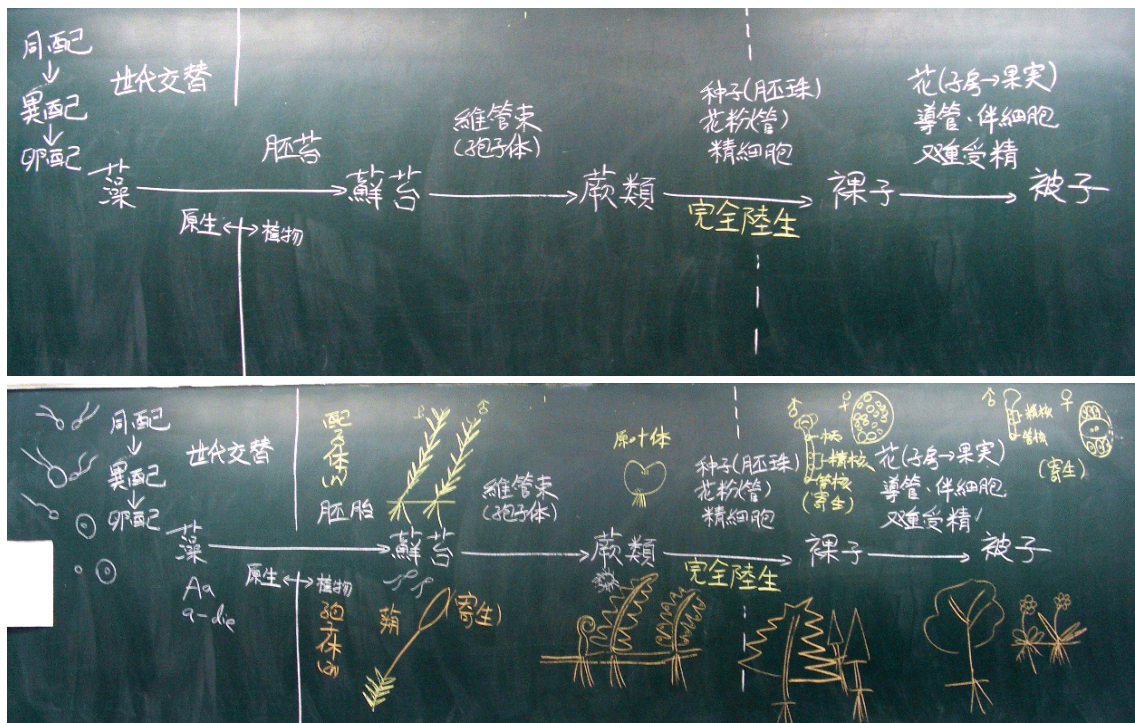 同配
↓
異配
↓
卵配
世代交替
胚苔
維管束
(孢子体)
种子(胚珠)
花粉(管)
精細胞
花(子房→果実)
導管、伴細胞
双重受精
藻 → 蘚苔 → 蕨類 → 裸子 → 被子
原生 ↔ 植物
完全陸生
同配
↓
異配
↓
卵配
世代交替
配子体(N)
胚胎
♂
維管束
(孢子体)
原叶体
种子(胚珠)
花粉(管)
精細胞
♂ ♀
柄
精核
管核
(寄生)
花(子房→果実)
導管、伴細胞
双重受精
♂ ♀
精核
管核
(寄生)
藻 → 蘚苔 → 蕨類 → 裸子 → 被子
Aa
a-die
原生 ↔ 植物
完全陸生
孢子体
蒴
(寄生)